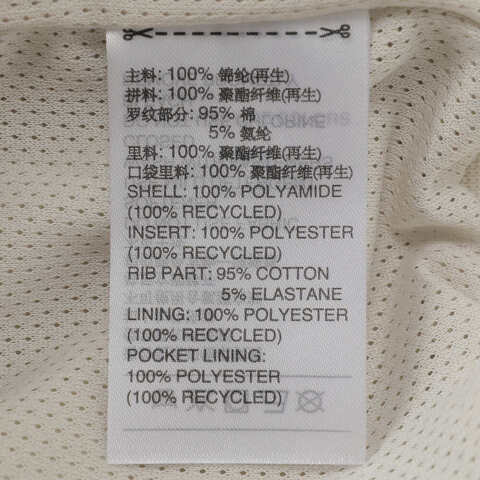 主料: 100% 锦纶(再生)
拼料: 100% 聚酯纤维(再生)
罗纹部分: 95% 棉
5% 氨纶
里料: 100% 聚酯纤维(再生)
口袋里料: 100% 聚酯纤维(再生)
SHELL: 100% POLYAMIDE
(100% RECYCLED)
INSERT: 100% POLYESTER
(100% RECYCLED)
RIB PART: 95% COTTON
5% ELASTANE
LINING: 100% POLYESTER
(100% RECYCLED)
POCKET LINING:
100% POLYESTER
(100% RECYCLED)